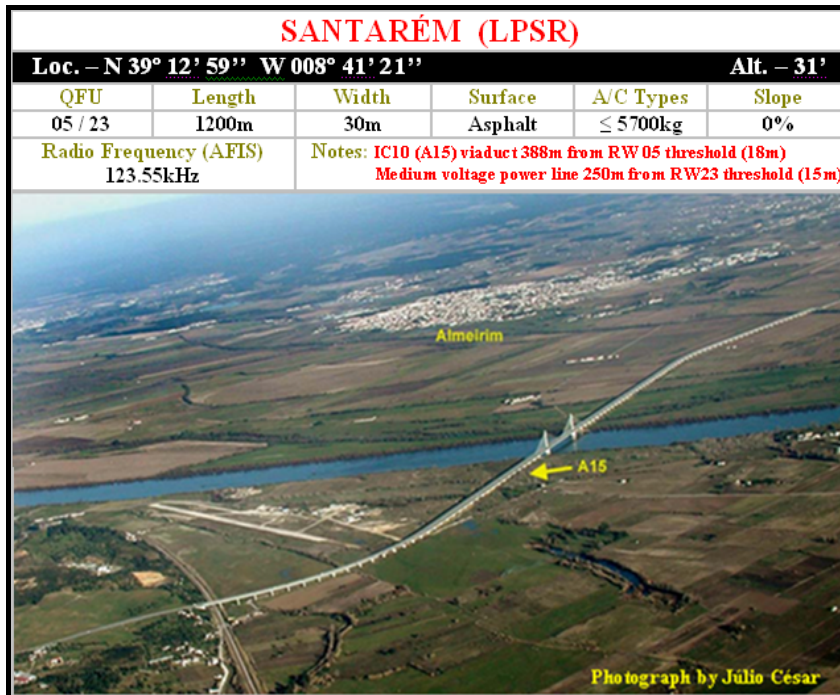 SANTARÉM (LPSR)
Loc. – N 39º 12’ 59’’ W 008º 41’ 21’’ Alt. – 31’
QFU Length Width Surface A/C Types Slope
05 / 23 1200m 30m Asphalt ≤ 5700kg 0%
Radio Frequency (AFIS)
123.55kHz
Notes: IC10 (A15) viaduct 388m from RW 05 threshold (18m)
Medium voltage power line 250m from RW23 threshold (15m)
Almeirim
A15
Photograph by Júlio César